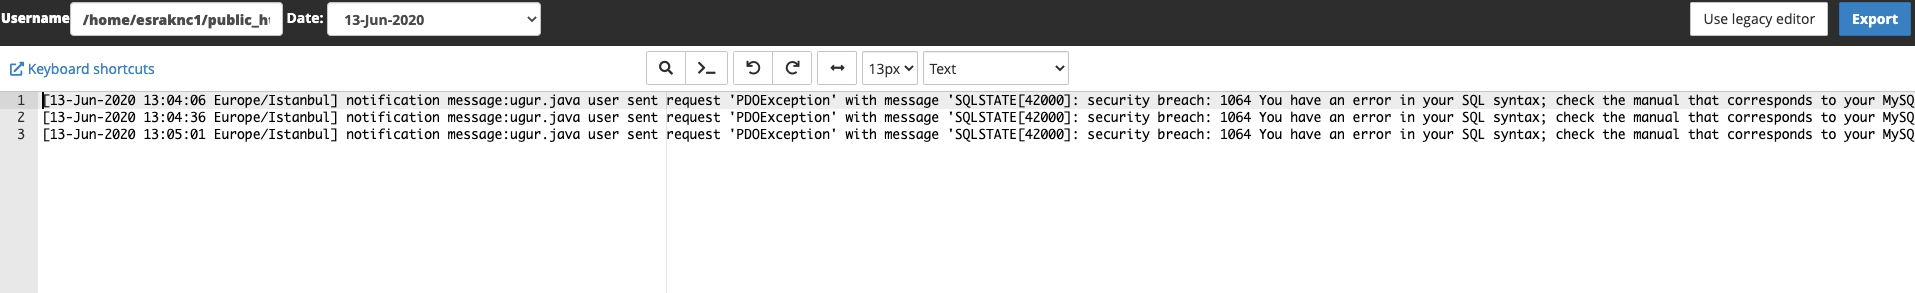 Username /home/esraknc1/public_h Date: 13-Jun-2020 Use legacy editor Export
Keyboard shortcuts 13px Text
1 [13-Jun-2020 13:04:06 Europe/Istanbul] notification message:ugur.java user sent request 'PDOException' with message 'SQLSTATE[42000]: security breach: 1064 You have an error in your SQL syntax; check the manual that corresponds to your MySQ
2 [13-Jun-2020 13:04:36 Europe/Istanbul] notification message:ugur.java user sent request 'PDOException' with message 'SQLSTATE[42000]: security breach: 1064 You have an error in your SQL syntax; check the manual that corresponds to your MySQ
3 [13-Jun-2020 13:05:01 Europe/Istanbul] notification message:ugur.java user sent request 'PDOException' with message 'SQLSTATE[42000]: security breach: 1064 You have an error in your SQL syntax; check the manual that corresponds to your MySQ